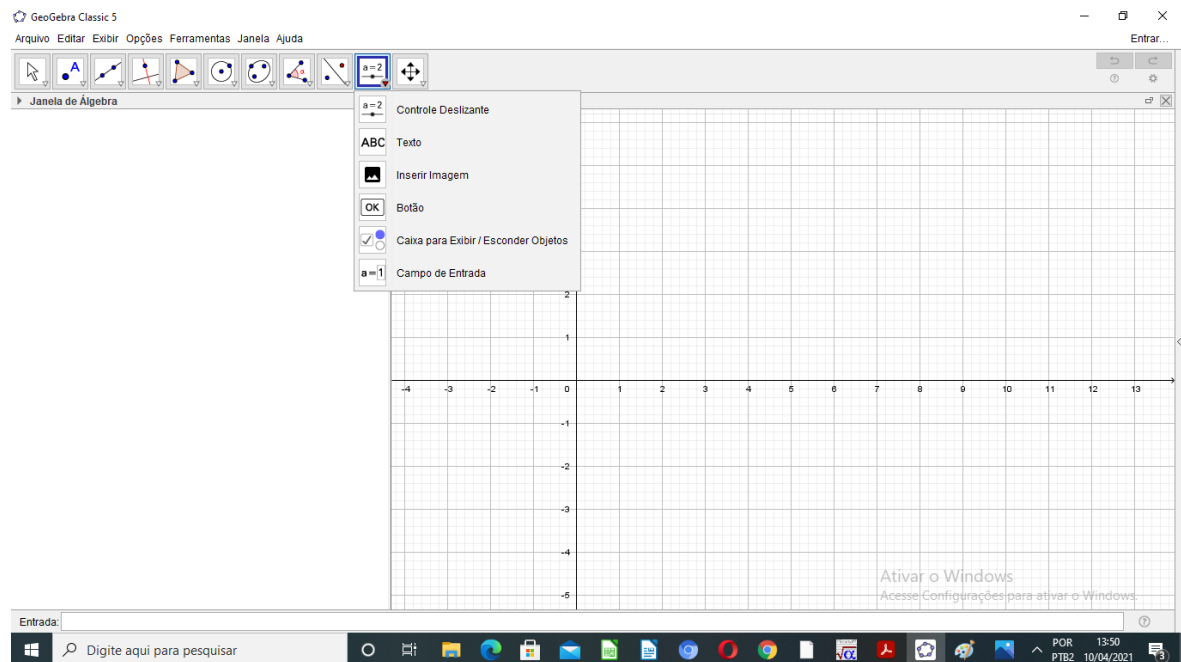 GeoGebra Classic 5
Arquivo Editar Exibir Opções Ferramentas Janela Ajuda
Entrar...
A
a=2
Janela de Álgebra
a=2 Controle Deslizante
ABC Texto
Inserir Imagem
OK Botão
Caixa para Exibir / Esconder Objetos
a=1 Campo de Entrada
2
1
-4 -3 -2 -1 0 1 2 3 4 5 6 7 8 9 10 11 12 13
-1
-2
-3
-4
-5
Ativar o Windows
Acesse Configurações para ativar o Windows.
Entrada:
Digite aqui para pesquisar
√α
POR
PTB2
13:50
10/04/2021
3